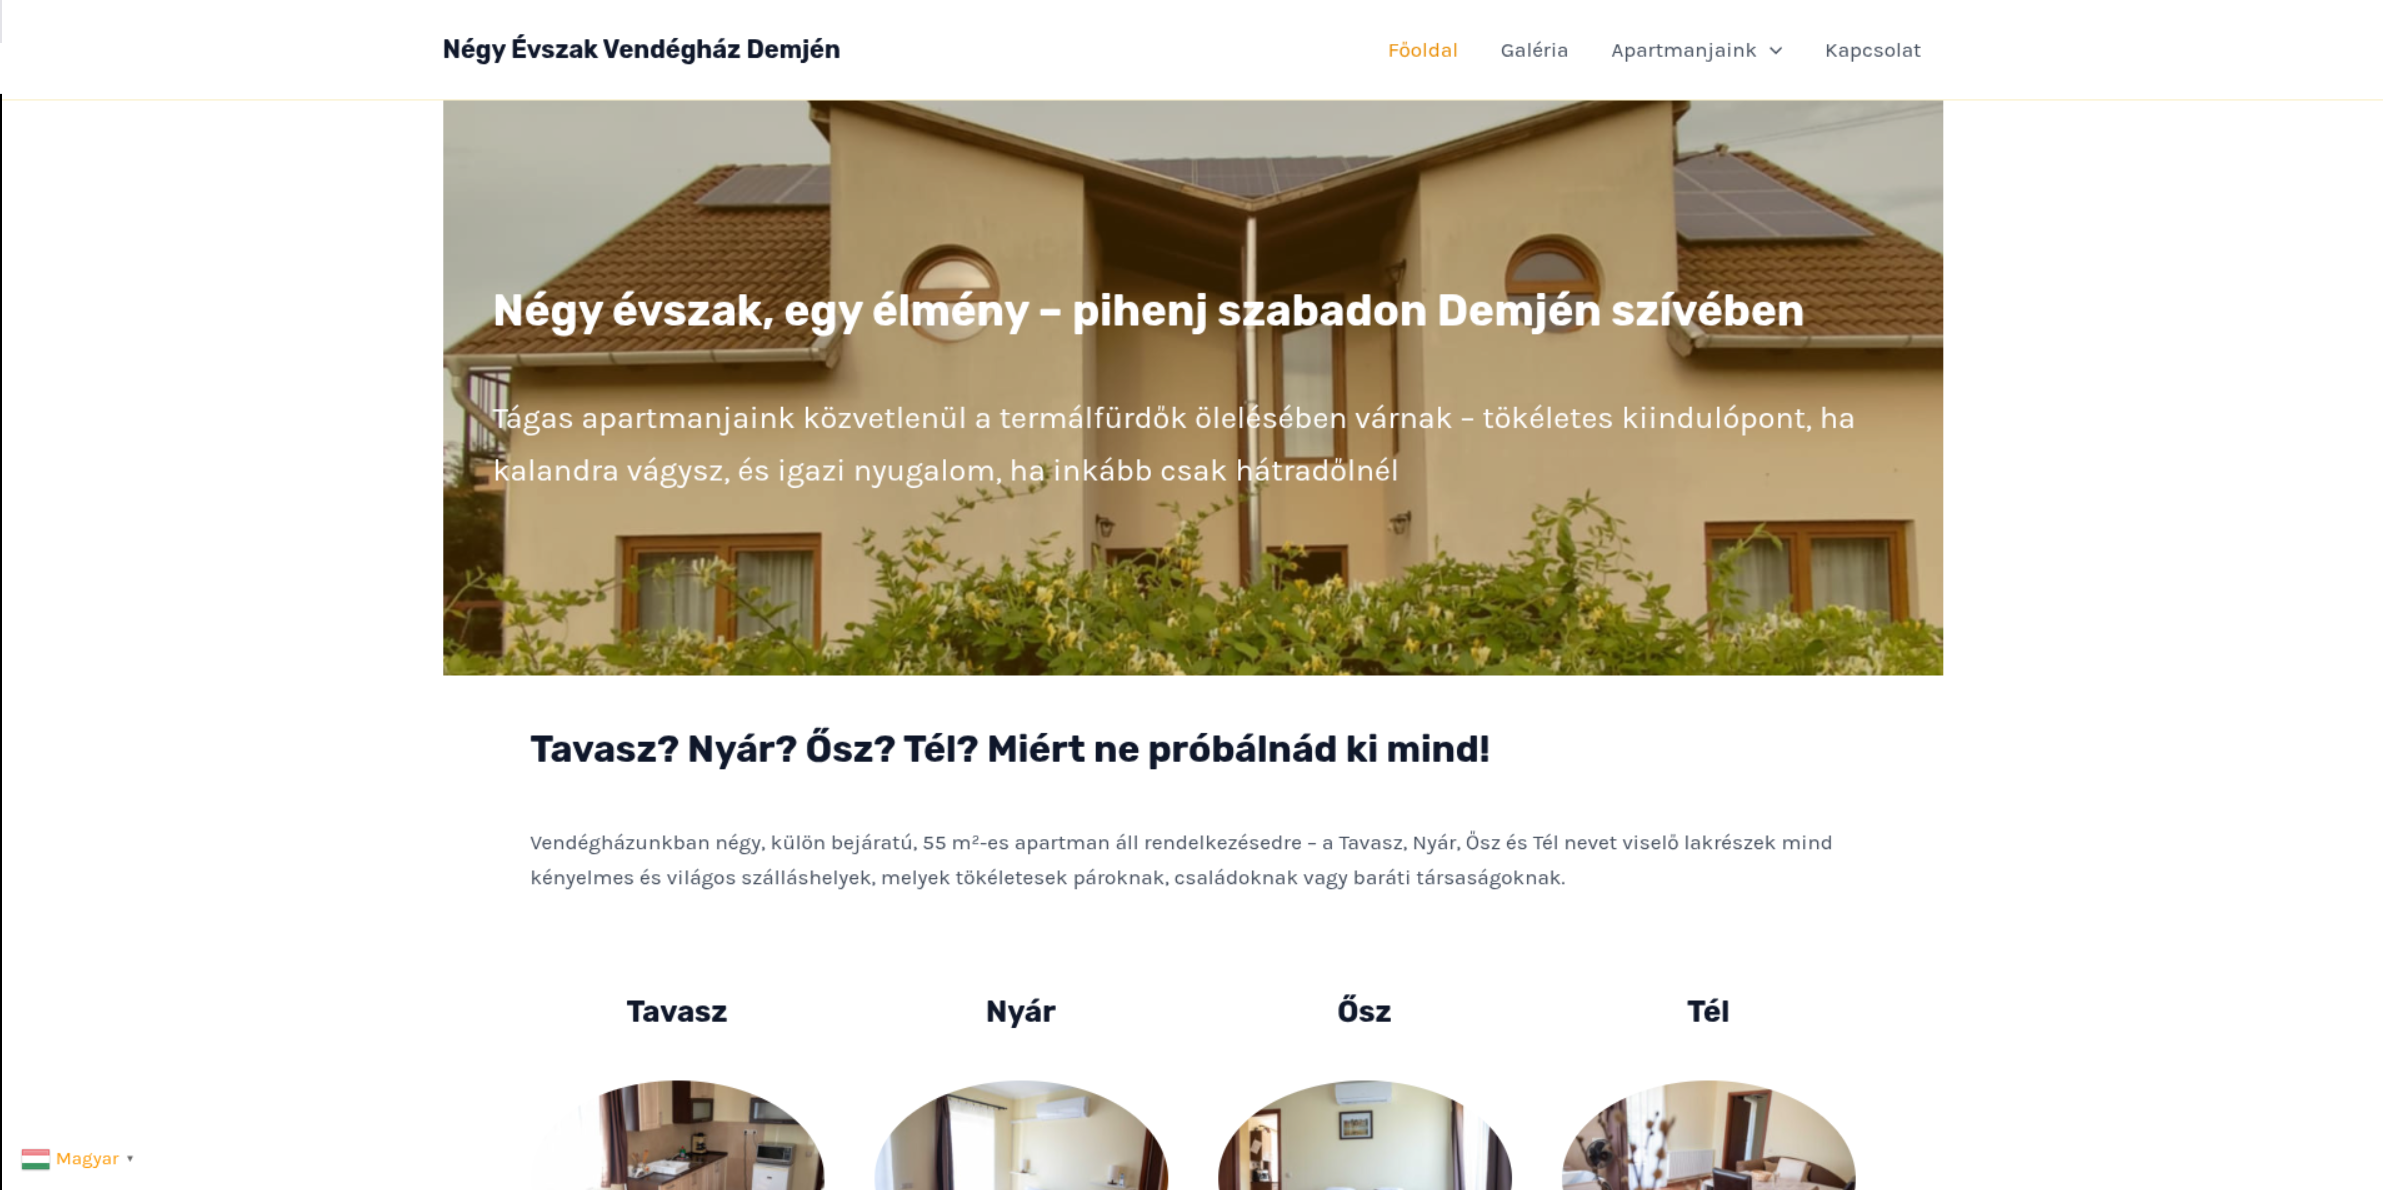 Négy Évszak Vendégház Demjén
Főoldal
Galéria
Apartmanjaink
Kapcsolat
Négy évszak, egy élmény – pihenj szabadon Demjén szívében
Tágas apartmanjaink közvetlenül a termálfürdők ölelésében várnak – tökéletes kiindulópont, ha
kalandra vágysz, és igazi nyugalom, ha inkább csak hátradőlnél
Tavasz? Nyár? Ősz? Tél? Miért ne próbálnád ki mind!
Vendégházunkban négy, külön bejáratú, 55 m²-es apartman áll rendelkezésedre – a Tavasz, Nyár, Ősz és Tél nevet viselő lakrészek mind
kényelmes és világos szálláshelyek, melyek tökéletesek pároknak, családoknak vagy baráti társaságoknak.
Tavasz
Nyár
Ősz
Tél
Magyar